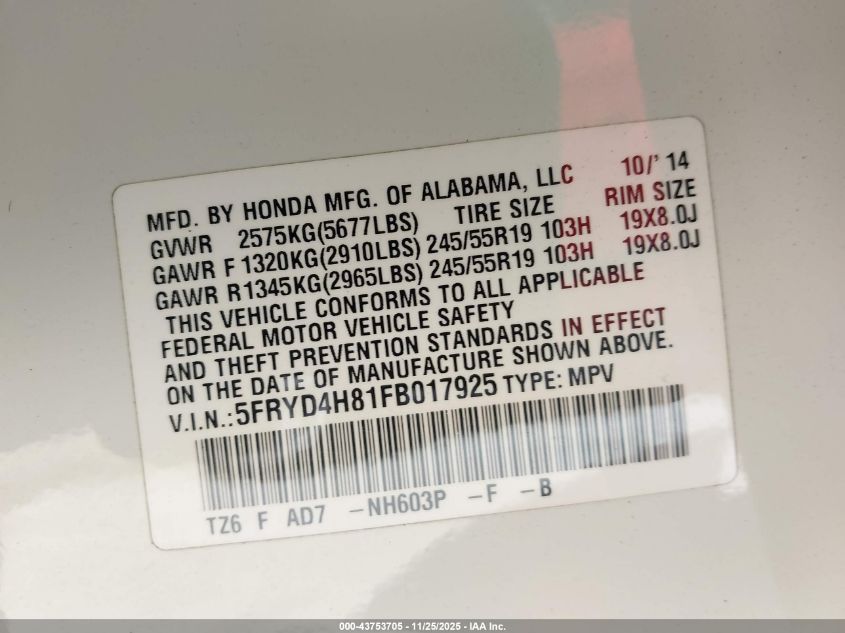 MFD. BY HONDA MFG. OF ALABAMA, LLC 10/' 14
GVWR 2575KG(5677LBS) TIRE SIZE RIM SIZE
GAWR F 1320KG(2910LBS) 245/55R19 103H 19X8.0J
GAWR R1345KG(2965LBS) 245/55R19 103H 19X8.0J
THIS VEHICLE CONFORMS TO ALL APPLICABLE
FEDERAL MOTOR VEHICLE SAFETY
AND THEFT PREVENTION STANDARDS IN EFFECT
ON THE DATE OF MANUFACTURE SHOWN ABOVE.
V.I.N.:5FRYD4H81FB017925 TYPE: MPV
TZ6 F AD7 -NH603P -F -B
000-43753705 - 11/25/2025 - IAA Inc.